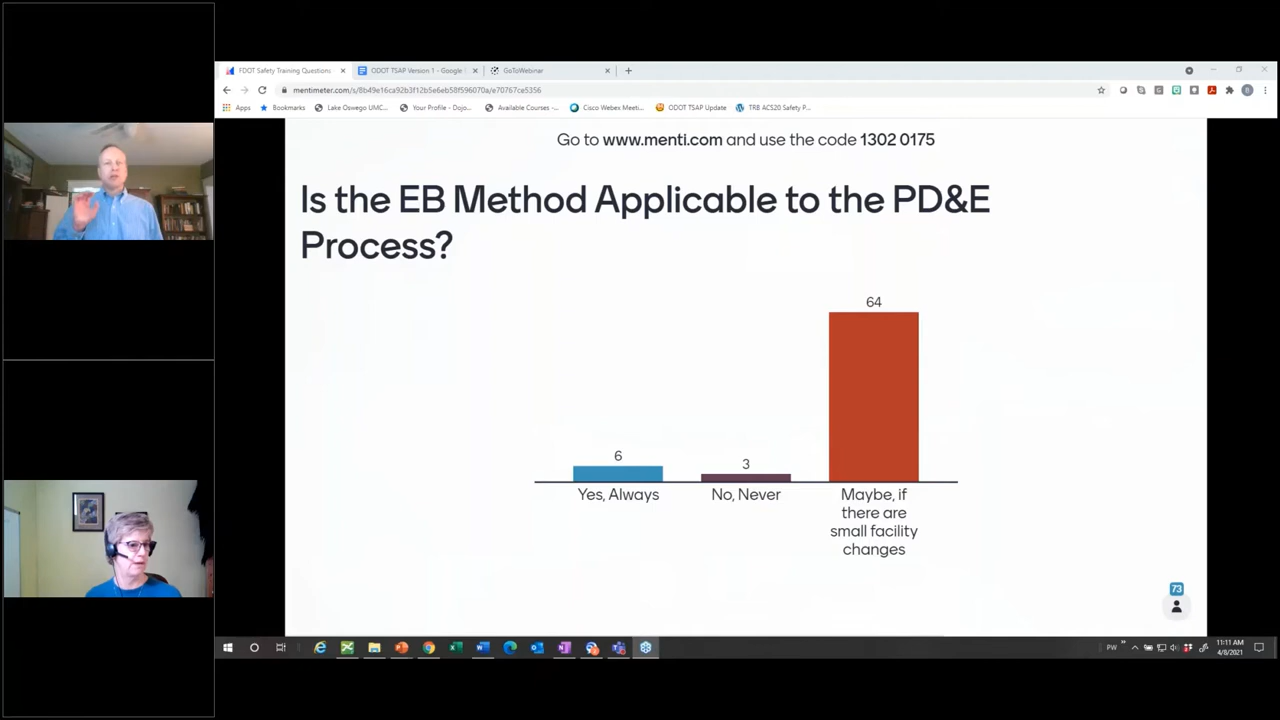 FDOT Safety Training Questions
ODOT TSAP Version 1 - Google
GoToWebinar
mentimeter.com/s/8b49e16ca92b3f12b5e6eb58f596070a/e70767ce5356
Apps
Bookmarks
Lake Oswego UMC...
Your Profile - Dojo...
Available Courses -...
Cisco Webex Meeti...
ODOT TSAP Update
TRB ACS20 Safety P...
Go to www.menti.com and use the code 1302 0175
Is the EB Method Applicable to the PD&E
Process?
64
6
3
Yes, Always
No, Never
Maybe, if
there are
small facility
changes
73
PW
11:11 AM
4/8/2021